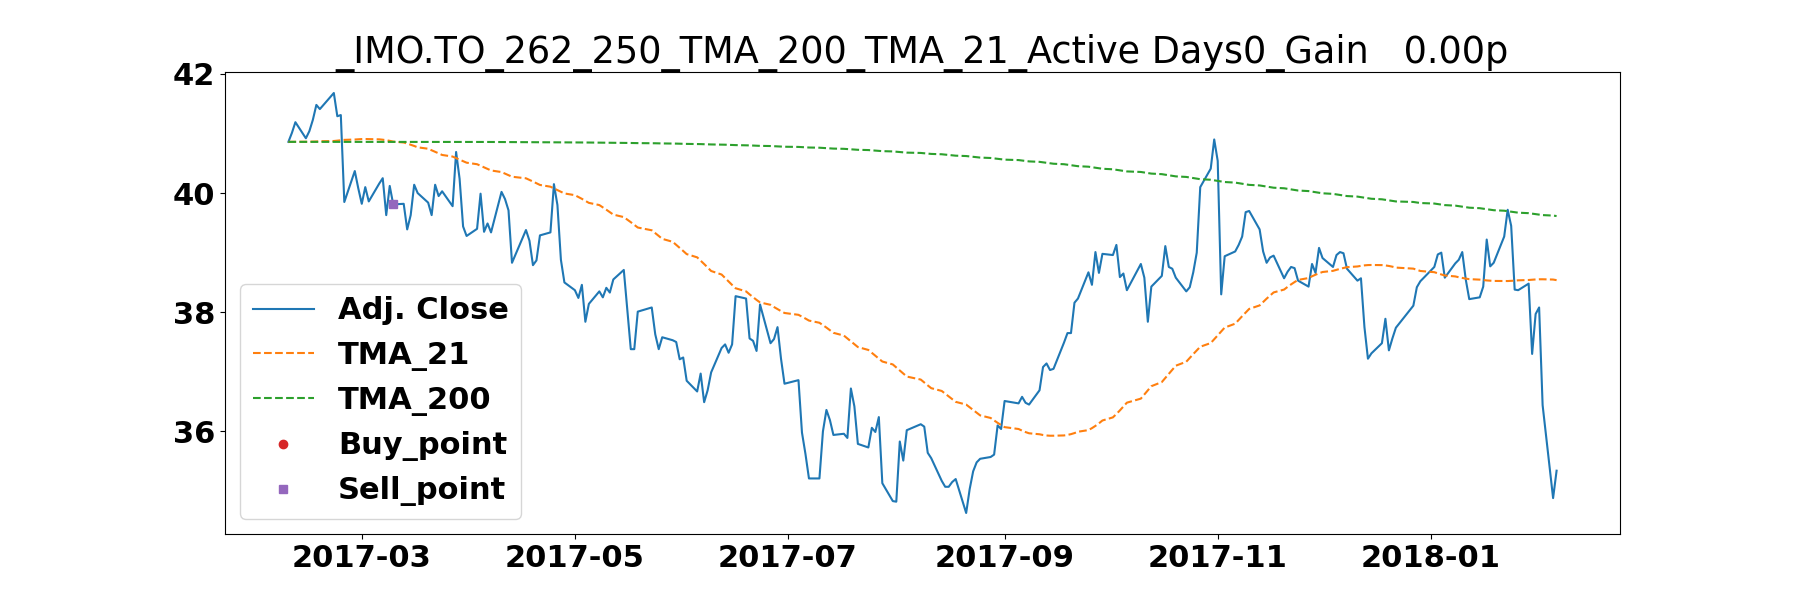 _IMO.TO_262_250_TMA_200_TMA_21_Active Days0_Gain   0.00p
42
40
38
36
Adj. Close
TMA_21
TMA_200
Buy_point
Sell_point
2017-03
2017-05
2017-07
2017-09
2017-11
2018-01